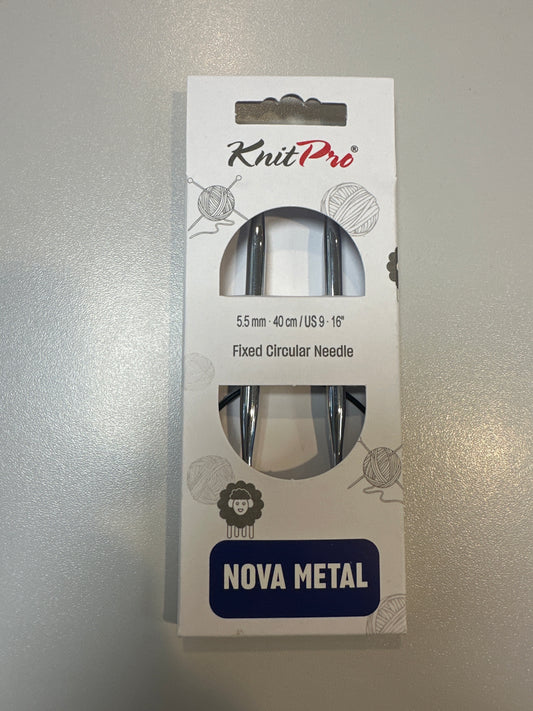 KnitPro®
5.5 mm · 40 cm / US 9 · 16"
Fixed Circular Needle
NOVA METAL